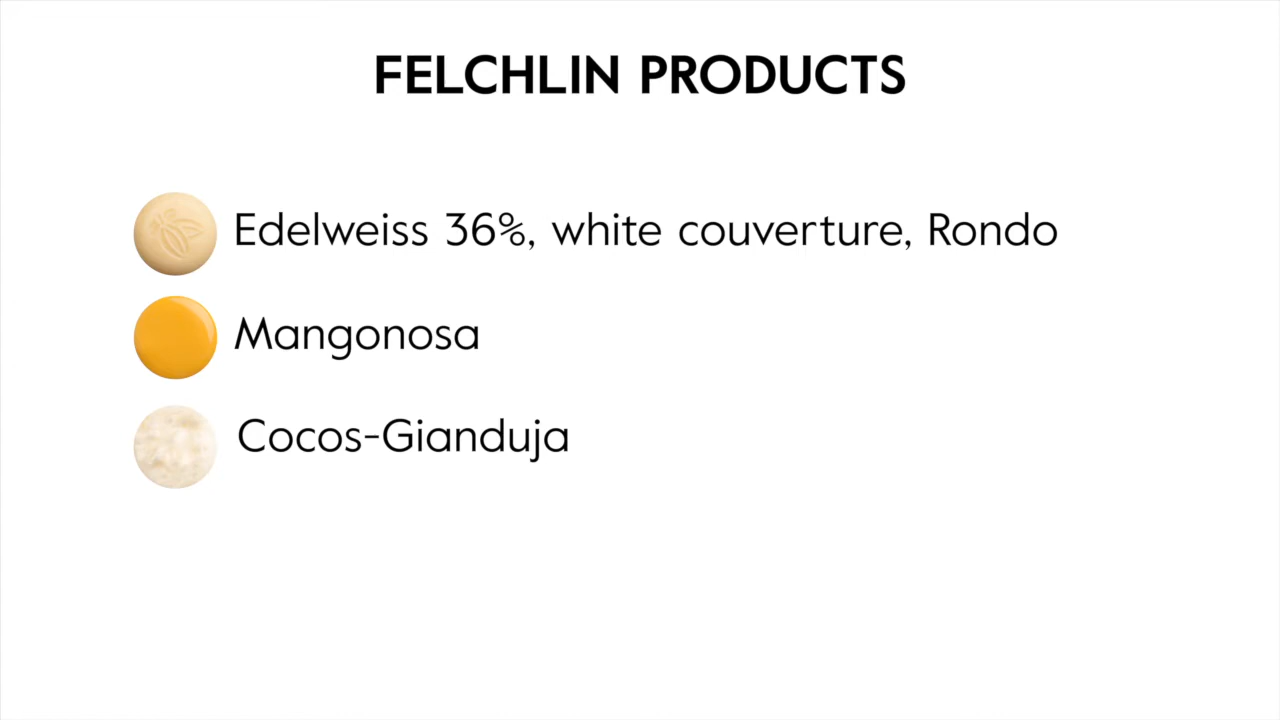 FELCHLIN PRODUCTS
Edelweiss 36%, white couverture, Rondo
Mangonosa
Cocos-Gianduja